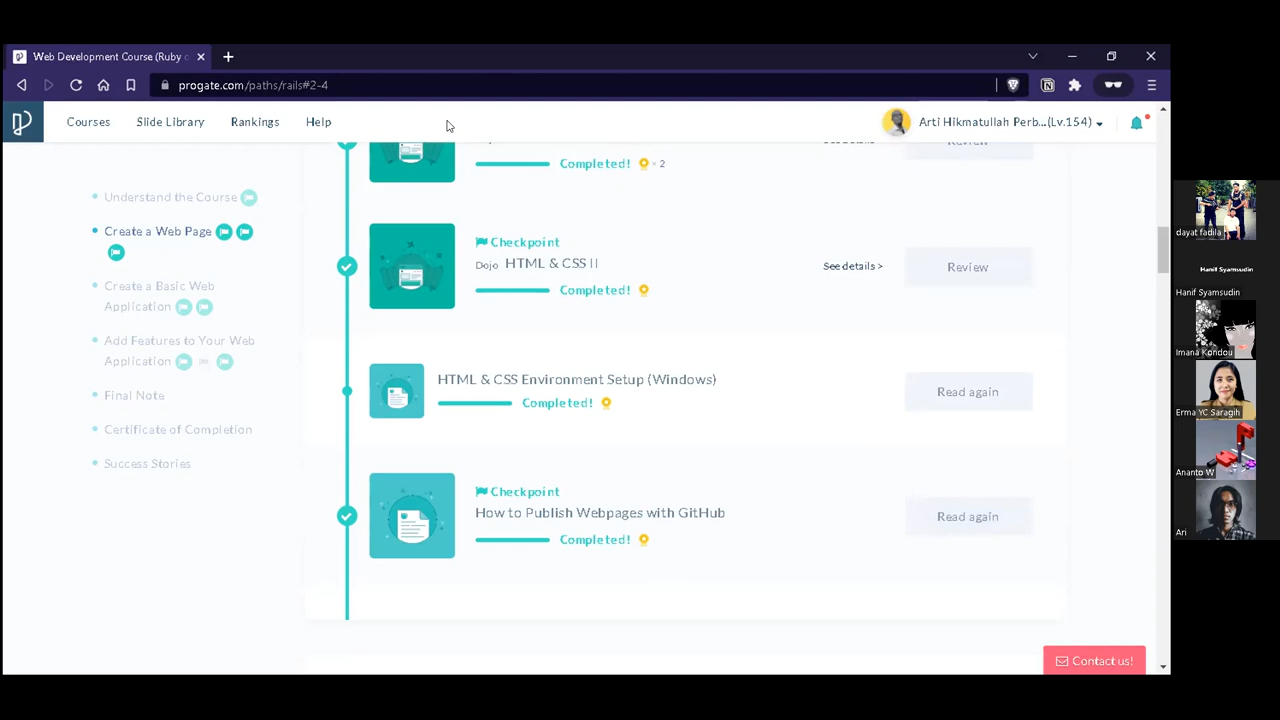 Web Development Course (Ruby o
progate.com/paths/rails#2-4
Courses
Slide Library
Rankings
Help
Arti Hikmatullah Perb...(Lv.154)
Understand the Course
Create a Web Page
Create a Basic Web
Application
Add Features to Your Web
Application
Final Note
Certificate of Completion
Success Stories
Completed! × 2
See details >
Review
Checkpoint
Dojo HTML & CSS II
Completed!
See details >
Review
HTML & CSS Environment Setup (Windows)
Completed!
Read again
Checkpoint
How to Publish Webpages with GitHub
Completed!
Read again
Contact us!
dayat fadila
Hanif Syamsudin
Hanif Syamsudin
Imana Kondou
Erma YC Saragih
Ananto W
Ari